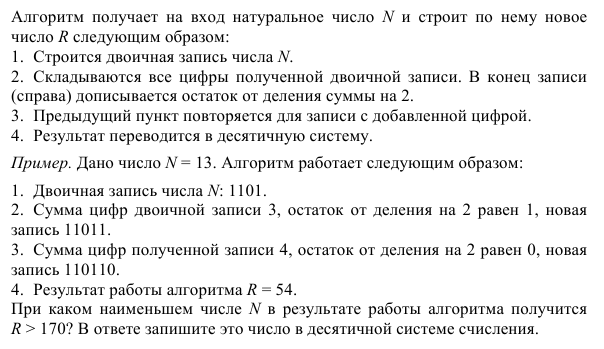 Алгоритм получает на вход натуральное число N и строит по нему новое
число R следующим образом:
1. Строится двоичная запись числа N.
2. Складываются все цифры полученной двоичной записи. В конец записи
(справа) дописывается остаток от деления суммы на 2.
3. Предыдущий пункт повторяется для записи с добавленной цифрой.
4. Результат переводится в десятичную систему.
Пример. Дано число N = 13. Алгоритм работает следующим образом:
1. Двоичная запись числа N: 1101.
2. Сумма цифр двоичной записи 3, остаток от деления на 2 равен 1, новая
запись 11011.
3. Сумма цифр полученной записи 4, остаток от деления на 2 равен 0, новая
запись 110110.
4. Результат работы алгоритма R = 54.
При каком наименьшем числе N в результате работы алгоритма получится
R > 170? В ответе запишите это число в десятичной системе счисления.